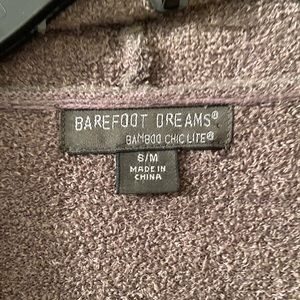 BAREFOOT DREAMS®
BAMBOO CHIC LITE®
S/M
MADE IN
CHINA